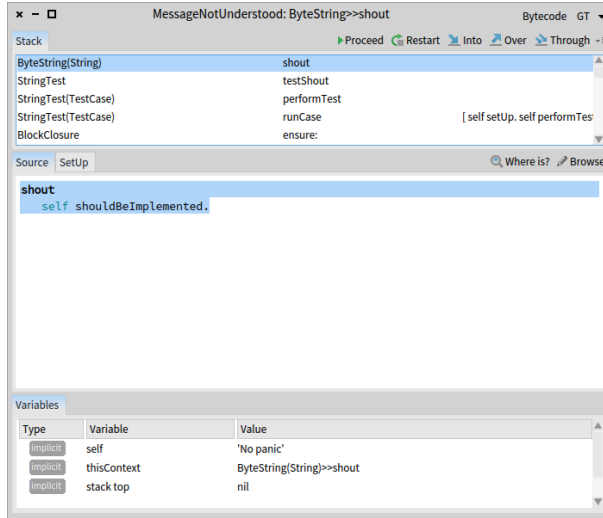 MessageNotUnderstood: ByteString>>shout Bytecode GT
Stack Proceed Restart Into Over Through
ByteString(String) shout
StringTest testShout
StringTest(TestCase) performTest
StringTest(TestCase) runCase [ self setUp. self performTes
BlockClosure ensure:
Source SetUp Where is? Browse
shout
self shouldBeImplemented.
Variables
Type Variable Value
implicit self 'No panic'
implicit thisContext ByteString(String)>>shout
implicit stack top nil